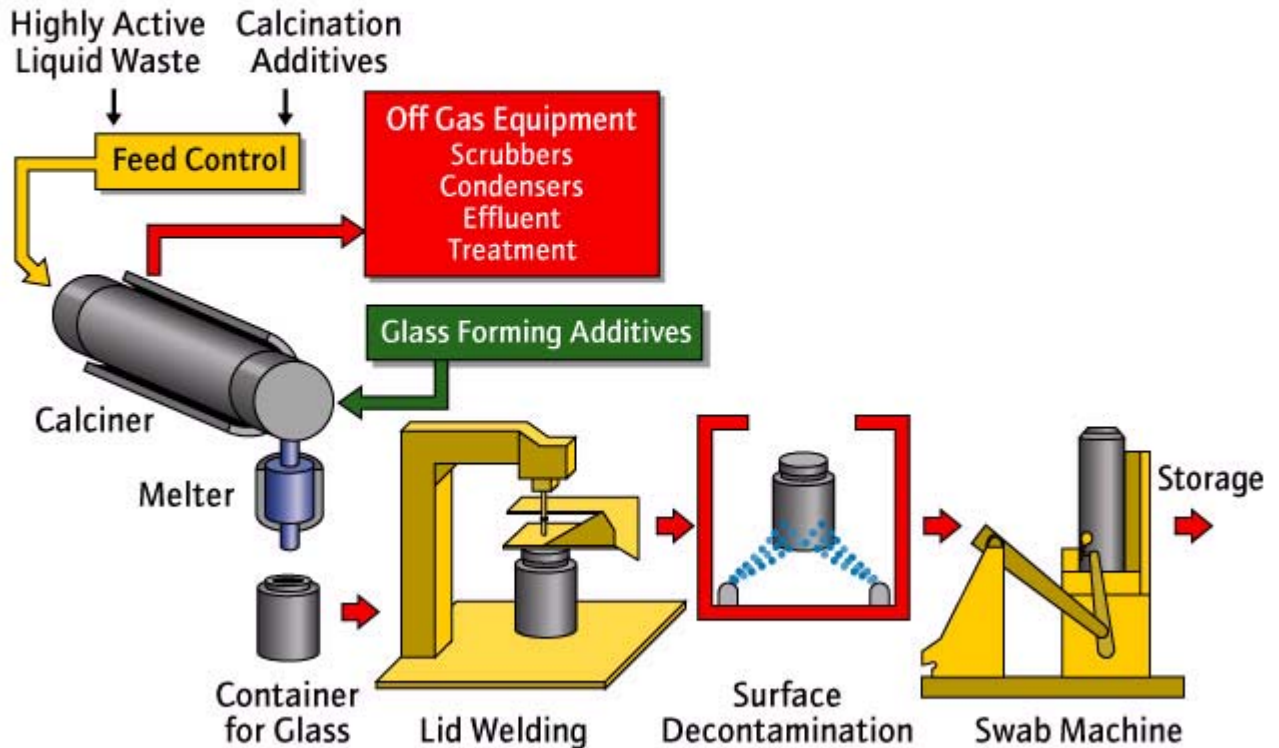 Highly Active
Liquid Waste
Calcination
Additives
Feed Control
Off Gas Equipment
Scrubbers
Condensers
Effluent
Treatment
Glass Forming Additives
Calciner
Melter
Storage
Container
for Glass
Lid Welding
Surface
Decontamination
Swab Machine